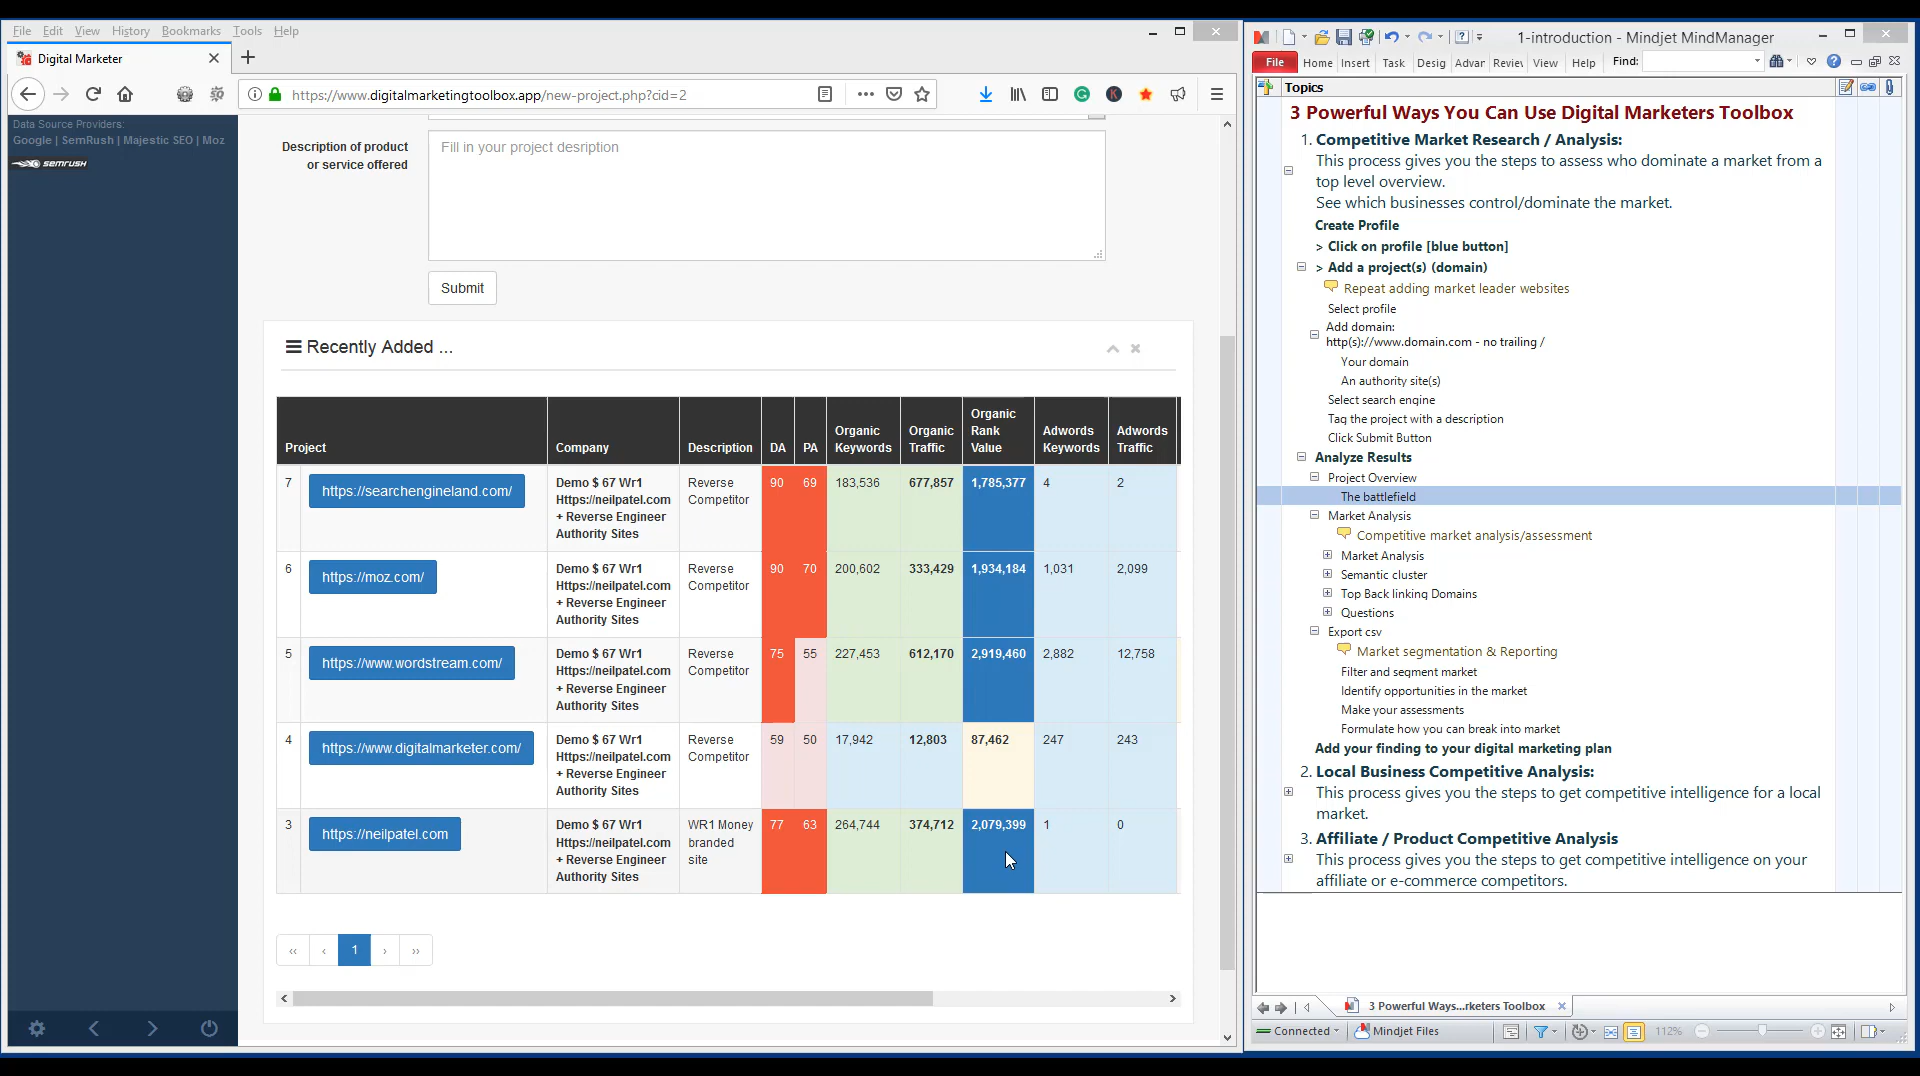 File Edit View History Bookmarks Tools Help
Digital Marketer
https://www.digitalmarketingtoolbox.app/new-project.php?cid=2
Data Source Providers:
Google | SemRush | Majestic SEO | Moz
SEMRUSH
Description of product
or service offered
Fill in your project desription
Submit
Recently Added ...
Project Company Description DA PA Organic Keywords Organic Traffic Organic Rank Value Adwords Keywords Adwords Traffic
7 https://searchengineland.com/ Demo $ 67 Wr1 Reverse 90 69 183,536 677,857 1,785,377 4 2
Https://neilpatel.com Competitor
+ Reverse Engineer
Authority Sites
6 https://moz.com/ Demo $ 67 Wr1 Reverse 90 70 200,602 333,429 1,934,184 1,031 2,099
Https://neilpatel.com Competitor
+ Reverse Engineer
Authority Sites
5 https://www.wordstream.com/ Demo $ 67 Wr1 Reverse 75 55 227,453 612,170 2,919,460 2,882 12,758
Https://neilpatel.com Competitor
+ Reverse Engineer
Authority Sites
4 https://www.digitalmarketer.com/ Demo $ 67 Wr1 Reverse 59 50 17,942 12,803 87,462 247 243
Https://neilpatel.com Competitor
+ Reverse Engineer
Authority Sites
3 https://neilpatel.com Demo $ 67 Wr1 WR1 Money 77 63 264,744 374,712 2,079,399 1 0
Https://neilpatel.com branded
+ Reverse Engineer site
Authority Sites
‹‹ ‹ 1 › ››
1-introduction - Mindjet MindManager
File Home Insert Task Desig Advar Reviev View Help Find:
Topics
3 Powerful Ways You Can Use Digital Marketers Toolbox
1. Competitive Market Research / Analysis:
This process gives you the steps to assess who dominate a market from a
top level overview.
See which businesses control/dominate the market.
Create Profile
> Click on profile [blue button]
> Add a project(s) (domain)
Repeat adding market leader websites
Select profile
Add domain:
http(s)://www.domain.com - no trailing /
Your domain
An authority site(s)
Select search engine
Tag the project with a description
Click Submit Button
Analyze Results
Project Overview
The battlefield
Market Analysis
Competitive market analysis/assessment
Market Analysis
Semantic cluster
Top Back linking Domains
Questions
Export csv
Market segmentation & Reporting
Filter and segment market
Identify opportunities in the market
Make your assessments
Formulate how you can break into market
Add your finding to your digital marketing plan
2. Local Business Competitive Analysis:
This process gives you the steps to get competitive intelligence for a local
market.
3. Affiliate / Product Competitive Analysis
This process gives you the steps to get competitive intelligence on your
affiliate or e-commerce competitors.
3 Powerful Ways...rketers Toolbox
Connected Mindjet Files 112%